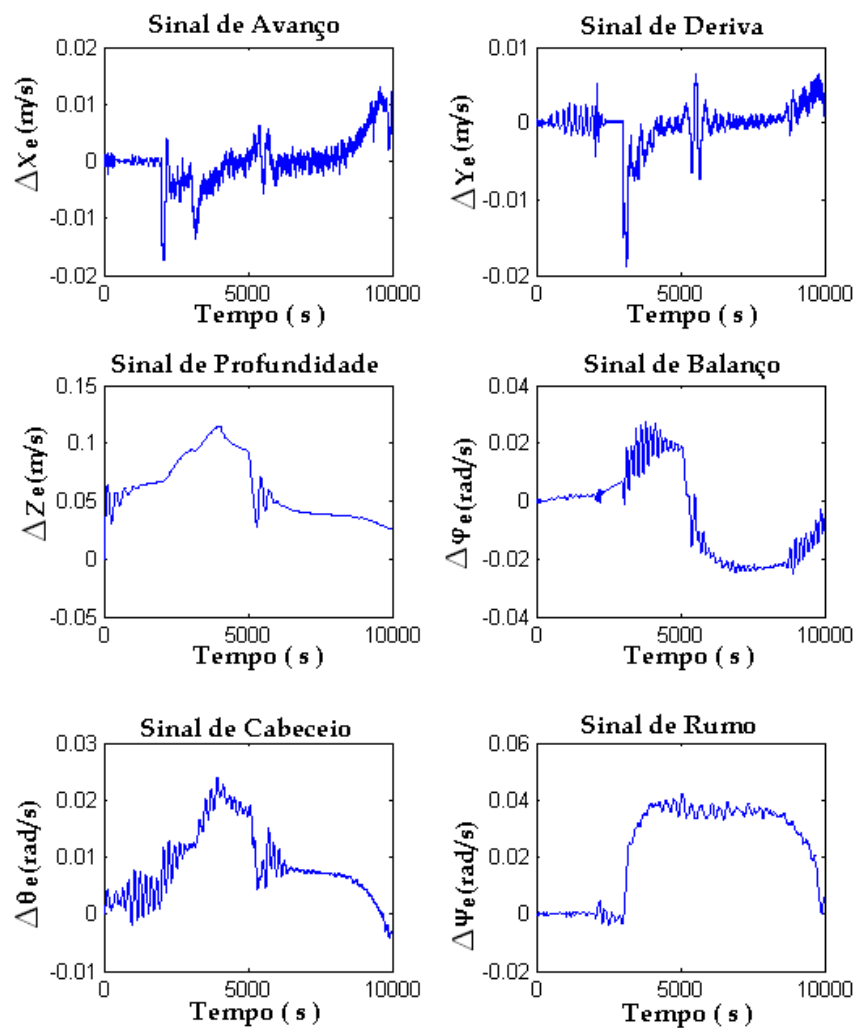 Sinal de Avanço
0.02
0.01
0
-0.01
-0.02
ΔXe(m/s)
0 5000 10000
Tempo ( s )
Sinal de Deriva
0.01
0
-0.01
-0.02
ΔYe(m/s)
0 5000 10000
Tempo ( s )
Sinal de Profundidade
0.15
0.1
0.05
0
-0.05
ΔZe(m/s)
0 5000 10000
Tempo ( s )
Sinal de Balanço
0.04
0.02
0
-0.02
-0.04
Δφe(rad/s)
0 5000 10000
Tempo ( s )
Sinal de Cabeceio
0.03
0.02
0.01
0
-0.01
Δθe(rad/s)
0 5000 10000
Tempo ( s )
Sinal de Rumo
0.06
0.04
0.02
0
-0.02
ΔΨe(rad/s)
0 5000 10000
Tempo ( s )